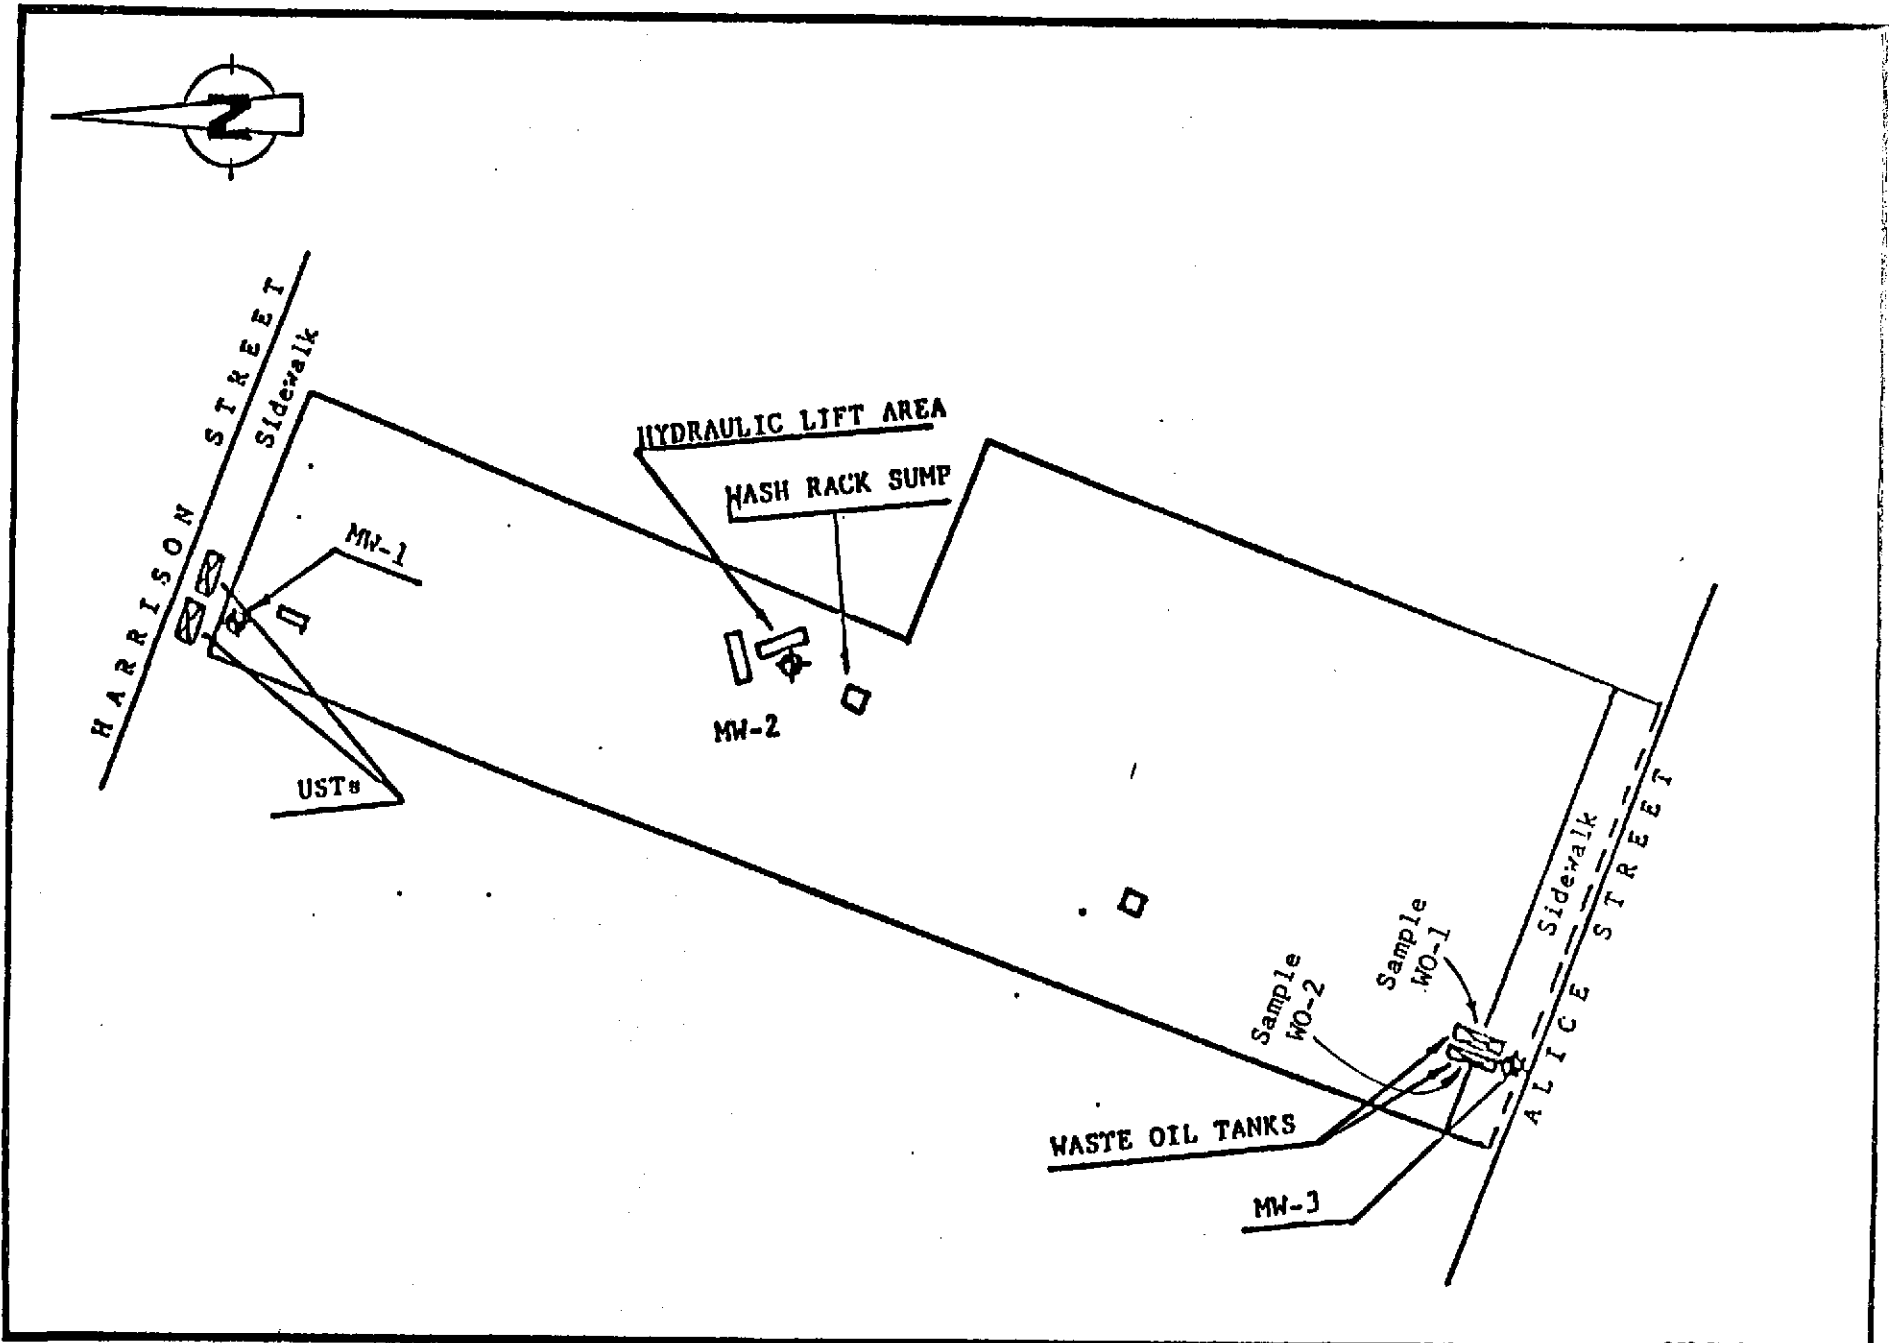 N
HARRISON STREET
Sidewalk
HYDRAULIC LIFT AREA
WASH RACK SUMP
MW-1
MW-2
USTs
Sidewalk
ALICE STREET
Sample
WO-1
Sample
WO-2
WASTE OIL TANKS
MW-3